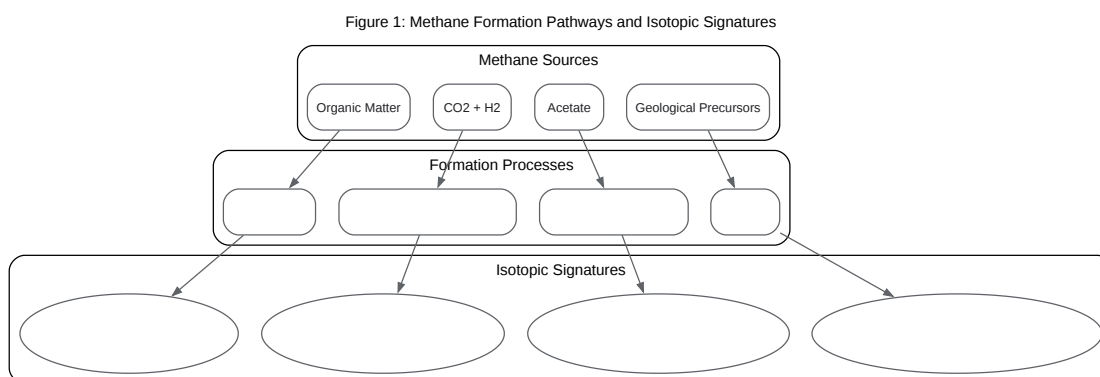 Figure 1: Methane Formation Pathways and Isotopic Signatures
Methane Sources
Organic Matter
CO2 + H2
Acetate
Geological Precursors
Formation Processes
Isotopic Signatures